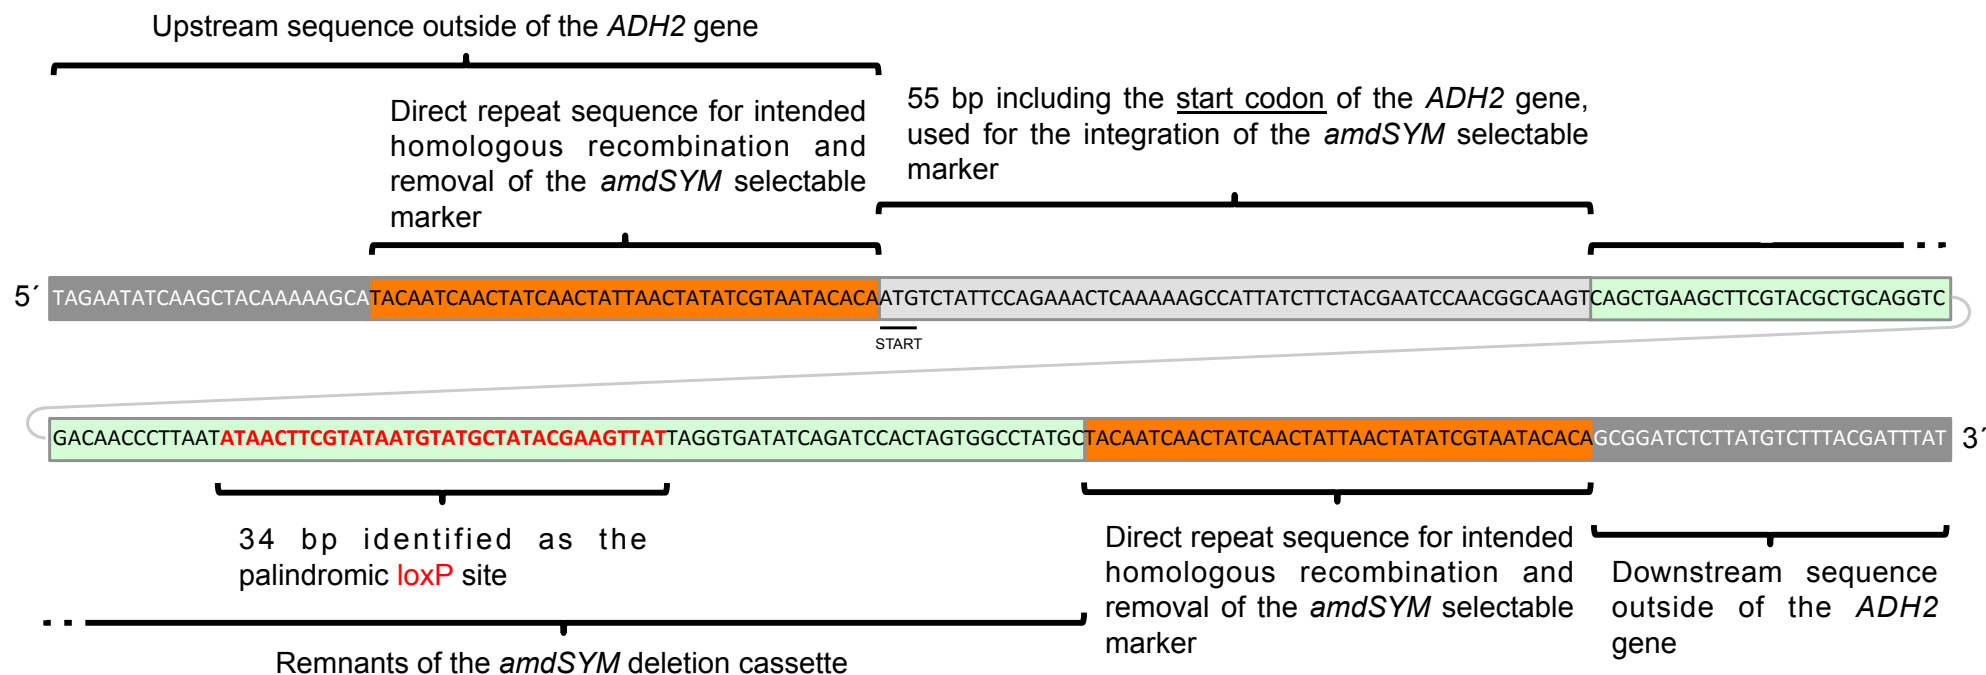 Upstream sequence outside of the ADH2 gene
Direct repeat sequence for intended
homologous recombination and
removal of the amdSYM selectable
marker
55 bp including the start codon of the ADH2 gene,
used for the integration of the amdSYM selectable
marker
5´ TAGAATATCAAGCTACAAAAAGCATACAATCAACTATCAACTATTAACTATATCGTAATACACAATGTCTATTCCAGAAACTCAAAAAGCCATTATCTTCTACGAATCCAACGGCAAGTCAGCTGAAGCTTCGTACGCTGCAGGTC
START
GACAACCCTTAATATAACTTCGTATAATGTATGCTATACGAAGTTATTAGGTGATATCAGATCCACTAGTGGCCTATGCTACAATCAACTATCAACTATTAACTATATCGTAATACACAGCGGATCTCTTATGTCTTTACGATTTAT 3´
34 bp identified as the
palindromic loxP site
Remnants of the amdSYM deletion cassette
Direct repeat sequence for intended
homologous recombination and
removal of the amdSYM selectable
marker
Downstream sequence
outside of the ADH2
gene